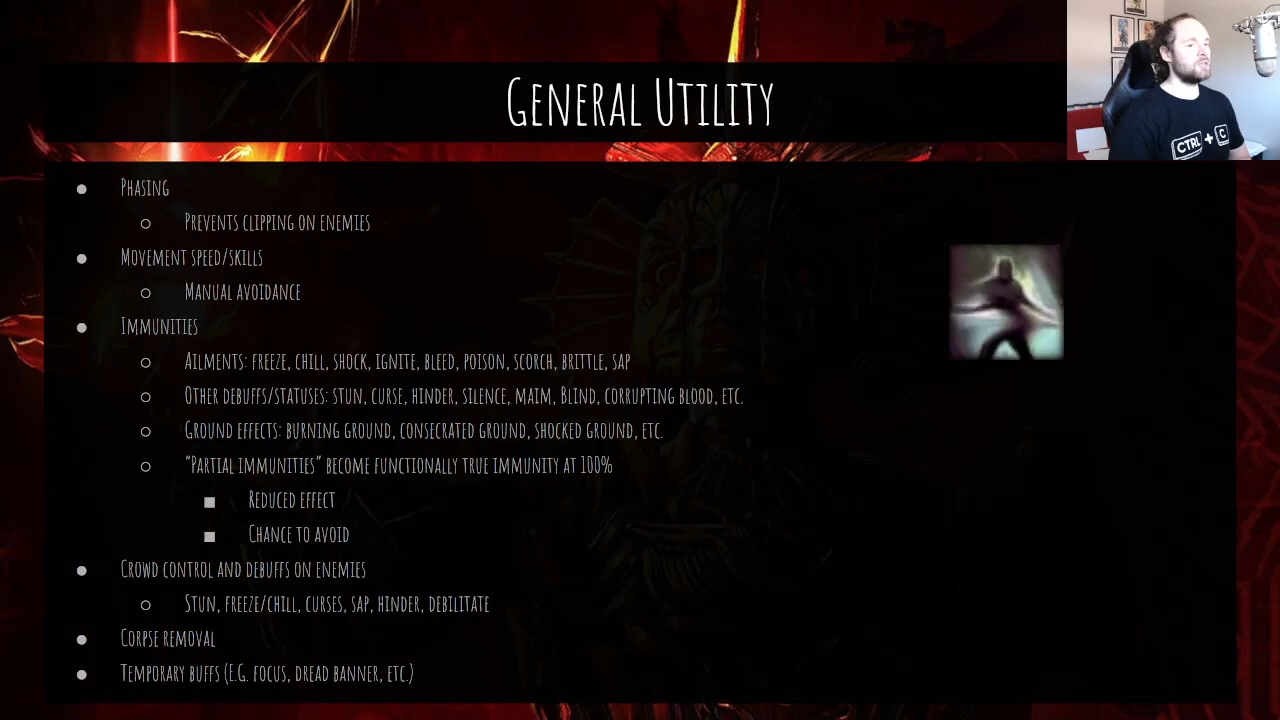 General Utility
Phasing
Prevents clipping on enemies
Movement speed/skills
Manual avoidance
Immunities
Ailments: freeze, chill, shock, ignite, bleed, poison, scorch, brittle, sap
Other debuffs/statuses: stun, curse, hinder, silence, maim, Blind, corrupting blood, etc.
Ground effects: burning ground, consecrated ground, shocked ground, etc.
“Partial immunities” become functionally true immunity at 100%
Reduced effect
Chance to avoid
Crowd control and debuffs on enemies
Stun, freeze/chill, curses, sap, hinder, debilitate
Corpse removal
Temporary buffs (e.g. focus, dread banner, etc.)
CTRL + C